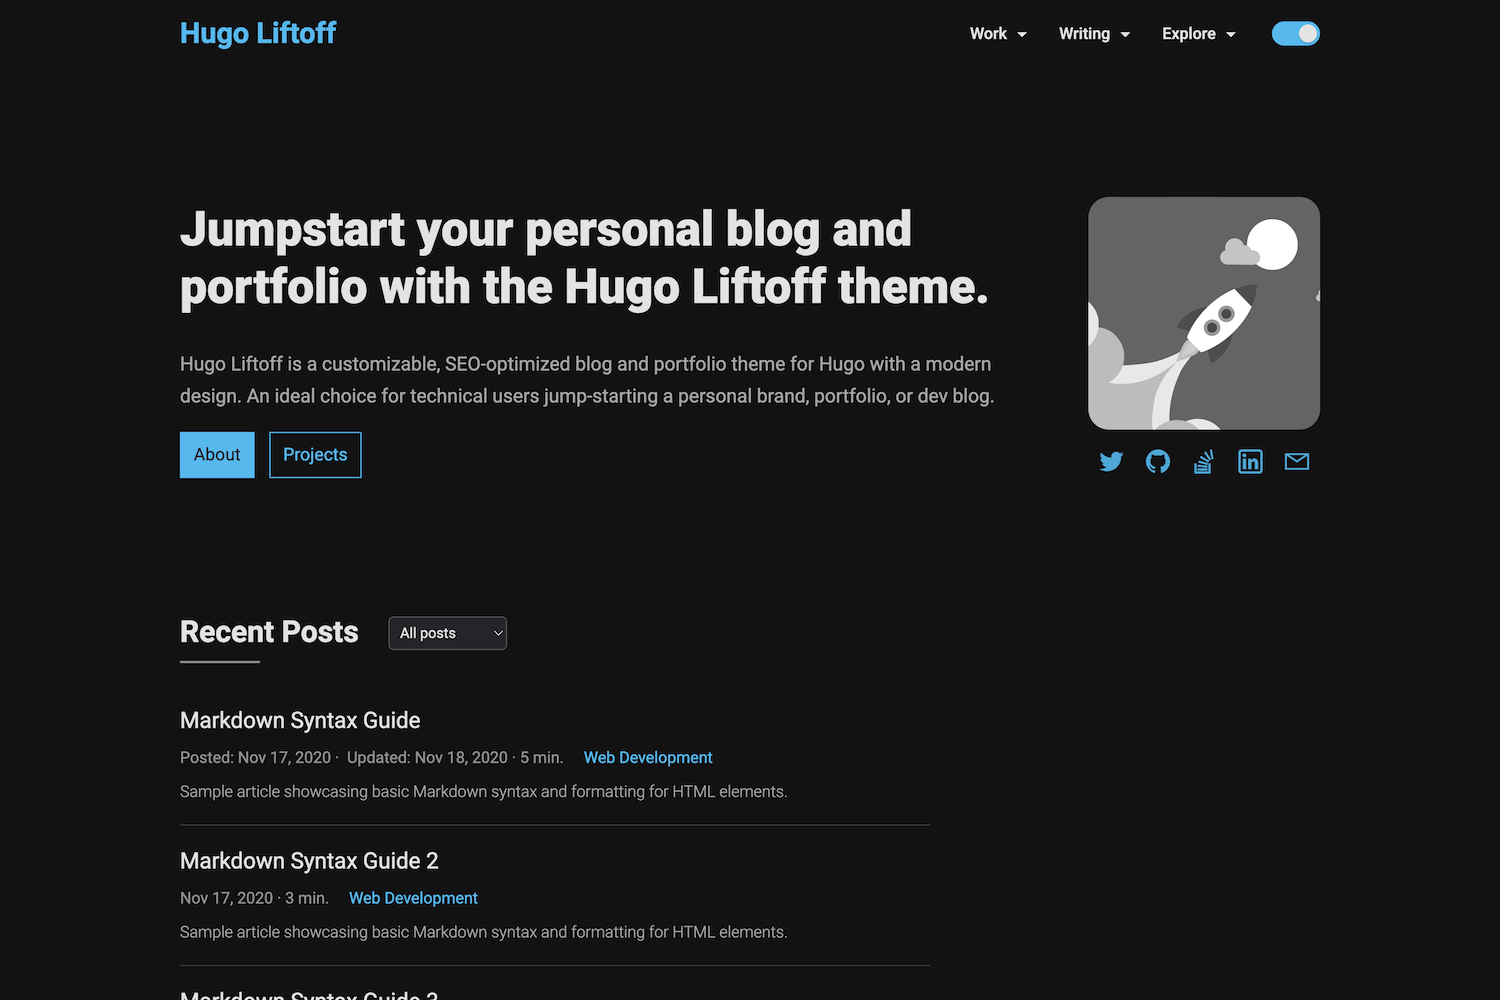 Hugo Liftoff
Work
Writing
Explore
Jumpstart your personal blog and
portfolio with the Hugo Liftoff theme.
Hugo Liftoff is a customizable, SEO-optimized blog and portfolio theme for Hugo with a modern
design. An ideal choice for technical users jump-starting a personal brand, portfolio, or dev blog.
About
Projects
in
Recent Posts
All posts
Markdown Syntax Guide
Posted: Nov 17, 2020 · Updated: Nov 18, 2020 · 5 min. Web Development
Sample article showcasing basic Markdown syntax and formatting for HTML elements.
Markdown Syntax Guide 2
Nov 17, 2020 · 3 min. Web Development
Sample article showcasing basic Markdown syntax and formatting for HTML elements.
Markdown Syntax Guide 3